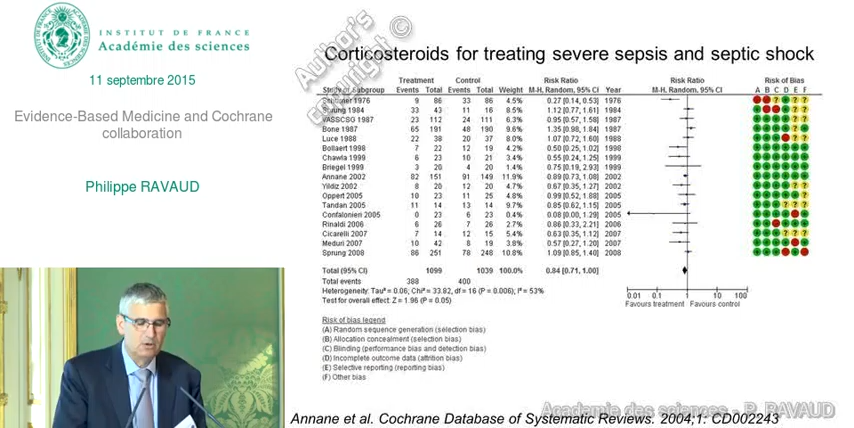 INSTITUT DE FRANCE
Académie des sciences
11 septembre 2015
Evidence-Based Medicine and Cochrane
collaboration
Philippe RAVAUD
Author's
copyright ©
Corticosteroids for treating severe sepsis and septic shock
Treatment Control Risk Ratio Risk Ratio Risk of Bias
Study or Subgroup Events Total Events Total Weight M-H, Random, 95% CI Year M-H, Random, 95% CI A B C D E F
Schumer 1976 9 86 33 86 4.5% 0.27 [0.14, 0.53] 1976
Sprung 1984 33 43 11 16 8.5% 1.12 [0.77, 1.61] 1984
VASSCSG 1987 23 112 24 111 6.1% 0.95 [0.57, 1.58] 1987
Bone 1987 65 191 48 190 9.0% 1.35 [0.98, 1.84] 1987
Luce 1988 22 38 20 37 7.5% 1.07 [0.72, 1.60] 1988
Bollaert 1998 7 22 12 19 4.1% 0.50 [0.25, 1.02] 1998
Chawla 1999 6 23 10 21 3.3% 0.55 [0.24, 1.25] 1999
Briegel 1999 3 20 4 20 1.5% 0.75 [0.19, 2.93] 1999
Annane 2002 82 151 91 149 11.9% 0.89 [0.73, 1.08] 2002
Yildiz 2002 8 20 12 20 4.7% 0.67 [0.35, 1.27] 2002
Oppert 2005 10 23 11 25 4.6% 0.99 [0.52, 1.88] 2005
Tandan 2005 11 14 13 14 9.0% 0.85 [0.62, 1.15] 2005
Confalonieri 2005 0 23 6 23 0.4% 0.08 [0.00, 1.29] 2005
Rinaldi 2006 6 26 7 26 0.86 [0.33, 2.21] 2006
Cicarelli 2007 7 14 12 15 0.63 [0.35, 1.12] 2007
Meduri 2007 10 42 8 19 3.5% 0.57 [0.27, 1.20] 2007
Sprung 2008 86 251 78 248 10.8% 1.09 [0.85, 1.40] 2008
Total (95% CI) 1099 1039 100.0% 0.84 [0.71, 1.00]
Total events 388 400
Heterogeneity: Tau² = 0.06; Chi² = 33.82, df = 16 (P = 0.006); I² = 53%
Test for overall effect: Z = 1.96 (P = 0.05)
0.01 0.1 1 10 100
Favours treatment Favours control
Risk of bias legend
(A) Random sequence generation (selection bias)
(B) Allocation concealment (selection bias)
(C) Blinding (performance bias and detection bias)
(D) Incomplete outcome data (attrition bias)
(E) Selective reporting (reporting bias)
(F) Other bias
Academie des sciences - P. RAVAUD
Annane et al. Cochrane Database of Systematic Reviews. 2004;1: CD002243